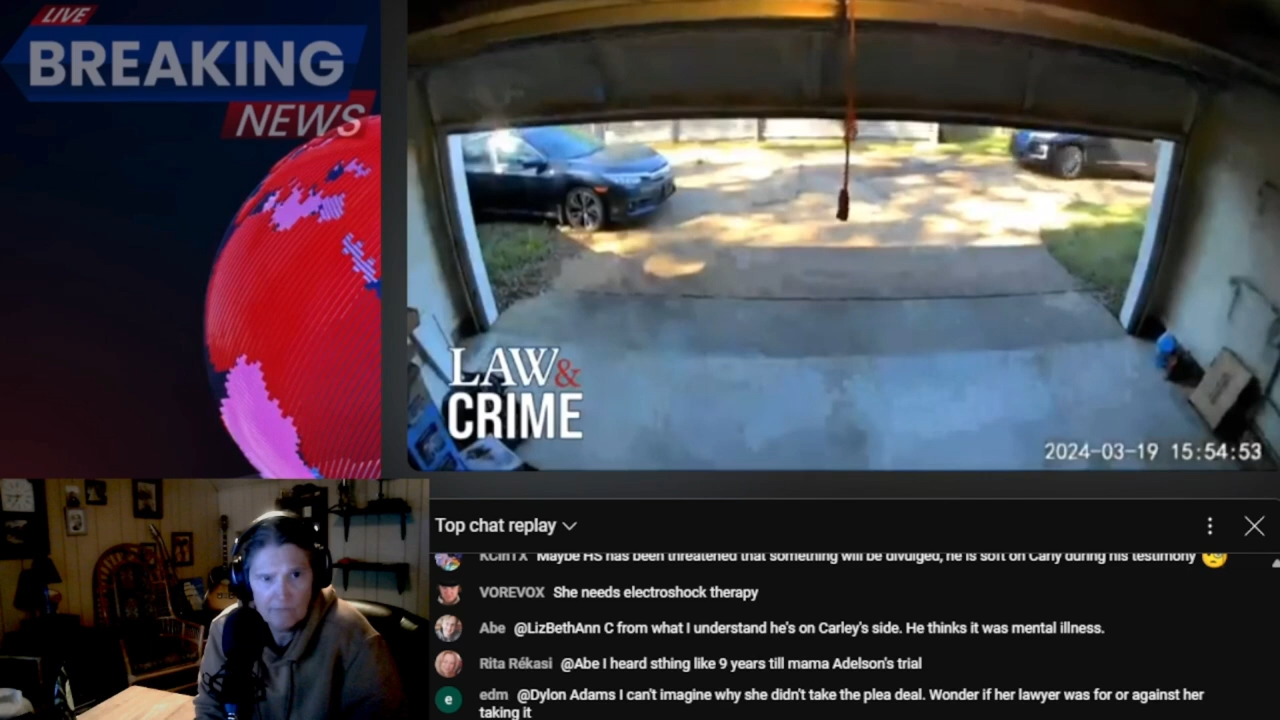 LIVE
BREAKING
NEWS
LAW&
CRIME
2024-03-19 15:54:53
Top chat replay
KCinTX Maybe HS has been threatened that something will be divulged, he is soft on Carly during his testimony
VOREVOX She needs electroshock therapy
Abe @LizBethAnn C from what I understand he's on Carley's side. He thinks it was mental illness.
Rita Rékasi @Abe I heard sthing like 9 years till mama Adelson's trial
e edm @Dylon Adams I can't imagine why she didn't take the plea deal. Wonder if her lawyer was for or against her
taking it